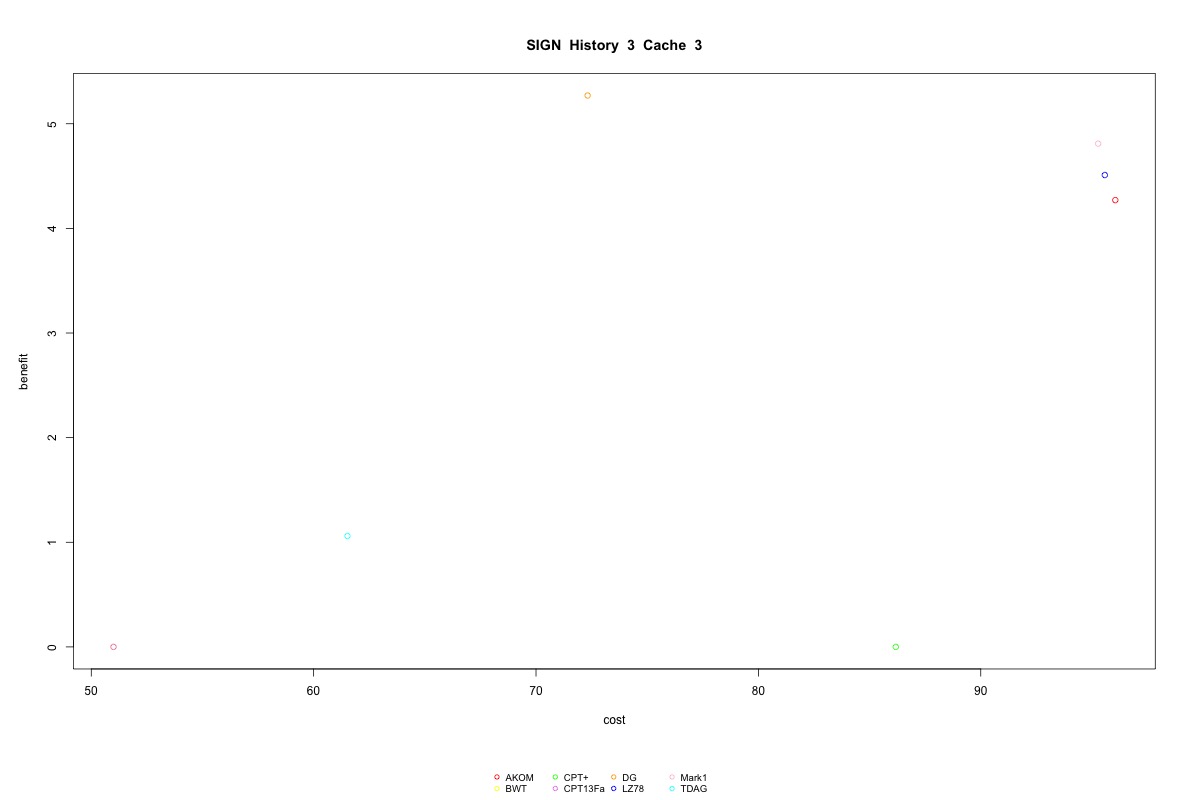 SIGN History 3 Cache 3
benefit
5
4
3
2
1
0
50 60 70 80 90
cost
AKOM CPT+ DG Mark1
BWT CPT13Fa LZ78 TDAG